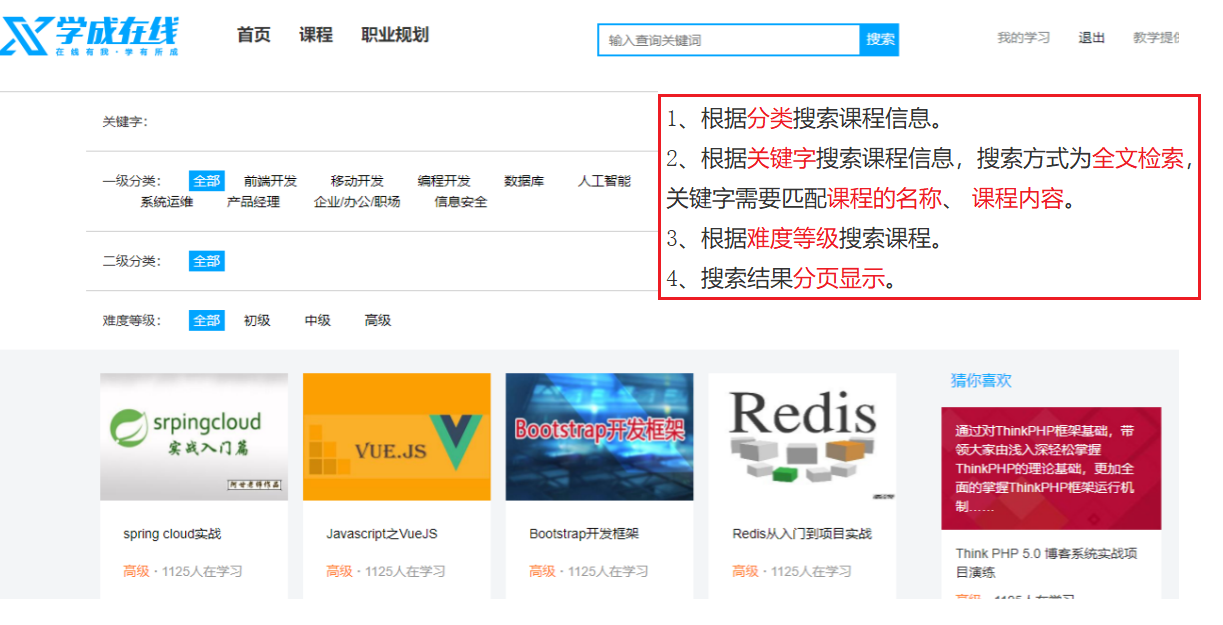 学成在线
在线有我·学有所成
首页 课程 职业规划
输入查询关键词 搜索
我的学习 退出 教学提
关键字：
一级分类： 全部 前端开发 移动开发 编程开发 数据库 人工智能
系统运维 产品经理 企业/办公/职场 信息安全
二级分类： 全部
难度等级： 全部 初级 中级 高级
1、根据分类搜索课程信息。
2、根据关键字搜索课程信息，搜索方式为全文检索，
关键字需要匹配课程的名称、 课程内容。
3、根据难度等级搜索课程。
4、搜索结果分页显示。
srpingcloud
实战入门篇
VUE.JS
Bootstrap开发框架
Redis
spring cloud实战
高级 · 1125人在学习
Javascript之VueJS
高级 · 1125人在学习
Bootstrap开发框架
高级 · 1125人在学习
Redis从入门到项目实战
高级 · 1125人在学习
猜你喜欢
通过对ThinkPHP框架基础，带
领大家由浅入深轻松掌握
ThinkPHP的理论基础，更加全
面的掌握ThinkPHP框架运行机
制……
Think PHP 5.0 博客系统实战项
目演练
高级 · 1125人在学习